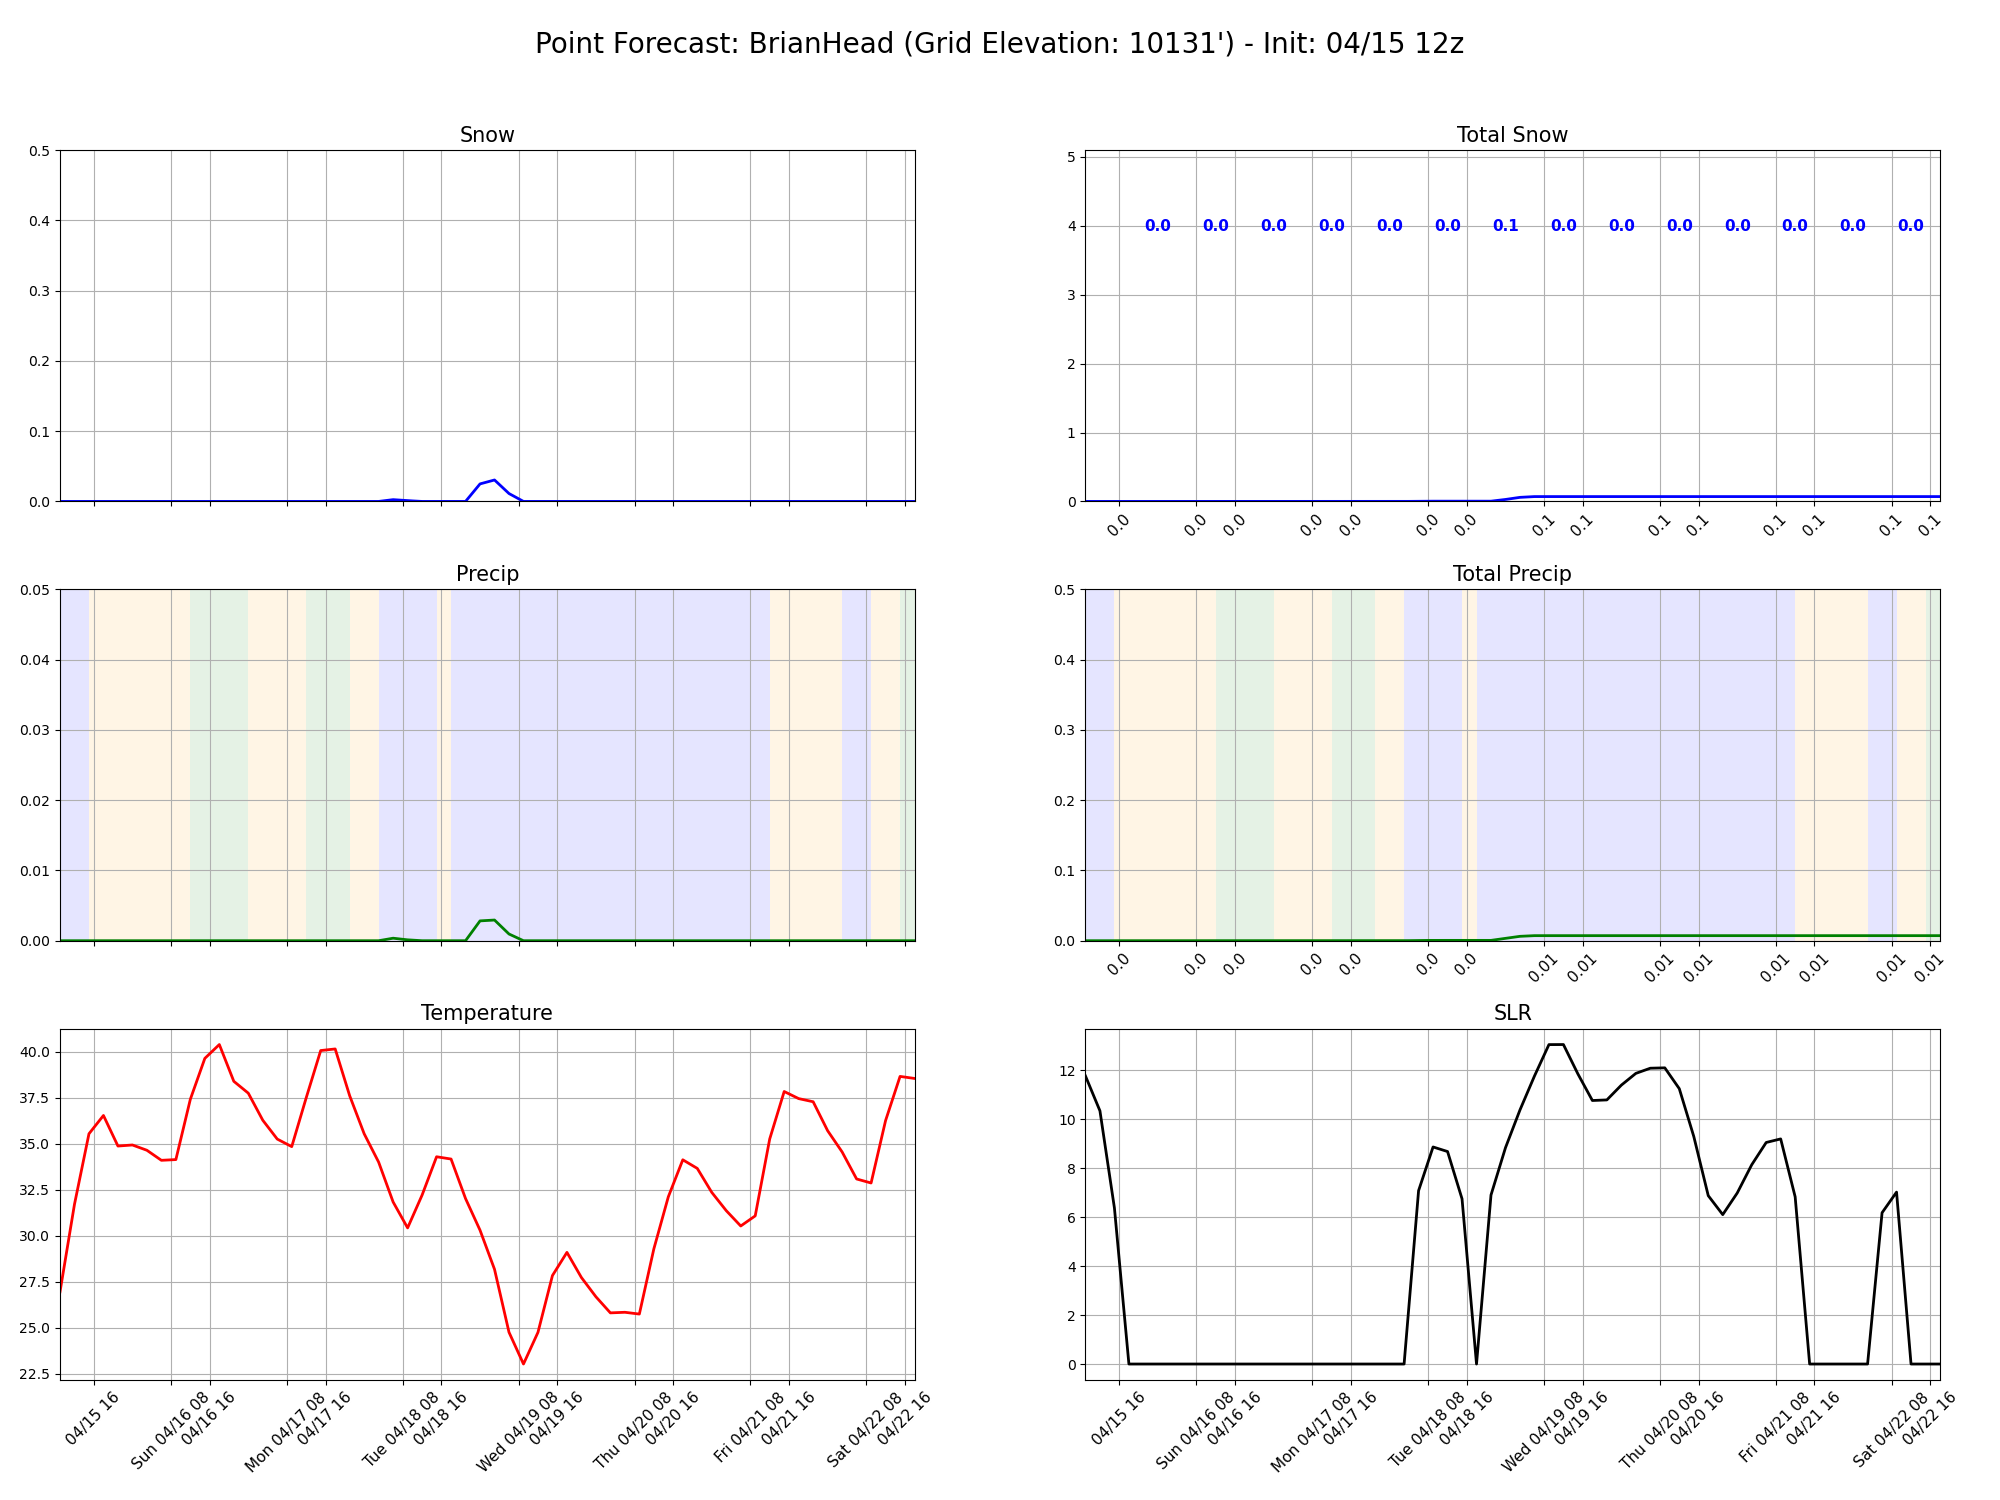 Point Forecast: BrianHead (Grid Elevation: 10131') - Init: 04/15 12z
Snow
0.5
0.4
0.3
0.2
0.1
0.0
Total Snow
5
4
3
2
1
0
0.0 0.0 0.0 0.0 0.0 0.0 0.1 0.0 0.0 0.0 0.0 0.0 0.0 0.0
0.0 0.0 0.0 0.0 0.0 0.0 0.0 0.1 0.1 0.1 0.1 0.1 0.1 0.1 0.1
Precip
0.05
0.04
0.03
0.02
0.01
0.00
Total Precip
0.5
0.4
0.3
0.2
0.1
0.0
0.0 0.0 0.0 0.0 0.0 0.0 0.0 0.01 0.01 0.01 0.01 0.01 0.01 0.01 0.01
Temperature
40.0
37.5
35.0
32.5
30.0
27.5
25.0
22.5
04/15 16
Sun 04/16 08
04/16 16
Mon 04/17 08
04/17 16
Tue 04/18 08
04/18 16
Wed 04/19 08
04/19 16
Thu 04/20 08
04/20 16
Fri 04/21 08
04/21 16
Sat 04/22 08
04/22 16
SLR
12
10
8
6
4
2
0
04/15 16
Sun 04/16 08
04/16 16
Mon 04/17 08
04/17 16
Tue 04/18 08
04/18 16
Wed 04/19 08
04/19 16
Thu 04/20 08
04/20 16
Fri 04/21 08
04/21 16
Sat 04/22 08
04/22 16